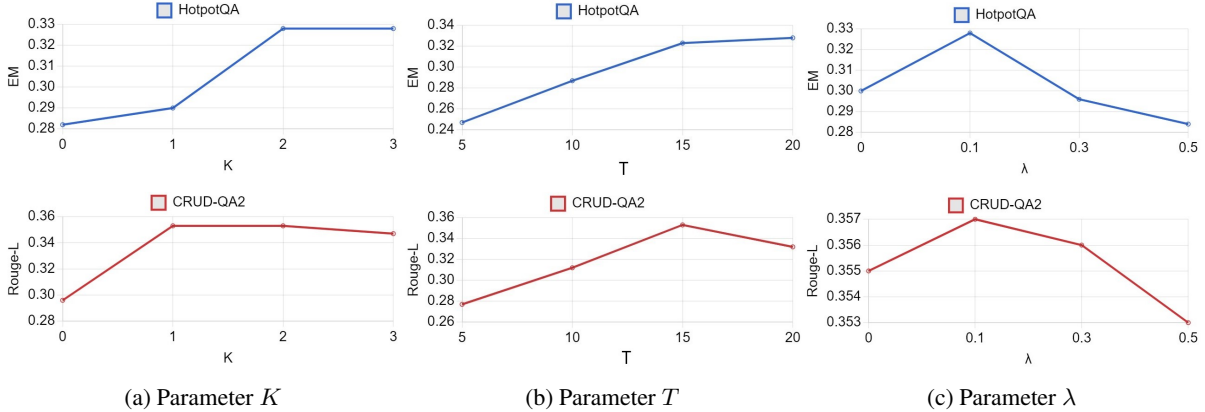 HotpotQA
0.33
0.32
0.31
0.30
0.29
0.28
EM
0 1 2 3
K
HotpotQA
0.34
0.32
0.30
0.28
0.26
0.24
EM
5 10 15 20
T
HotpotQA
0.33
0.32
0.31
0.30
0.29
0.28
EM
0 0.1 0.3 0.5
λ
CRUD-QA2
0.36
0.34
0.32
0.30
0.28
Rouge-L
0 1 2 3
K
CRUD-QA2
0.36
0.34
0.32
0.30
0.28
0.26
Rouge-L
5 10 15 20
T
CRUD-QA2
0.357
0.356
0.355
0.354
0.353
Rouge-L
0 0.1 0.3 0.5
λ
(a) Parameter K
(b) Parameter T
(c) Parameter λ